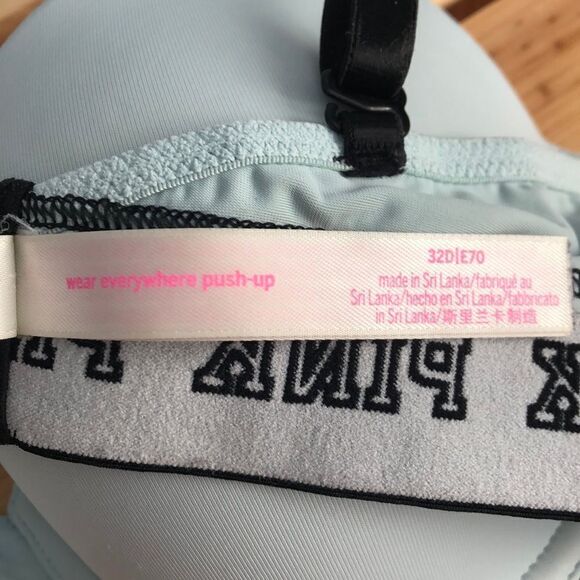 wear everywhere push-up
32D|E70
made in Sri Lanka/fabriqué au
Sri Lanka/hecho en Sri Lanka/fabbricato
in Sri Lanka/斯里兰卡制造
PINK